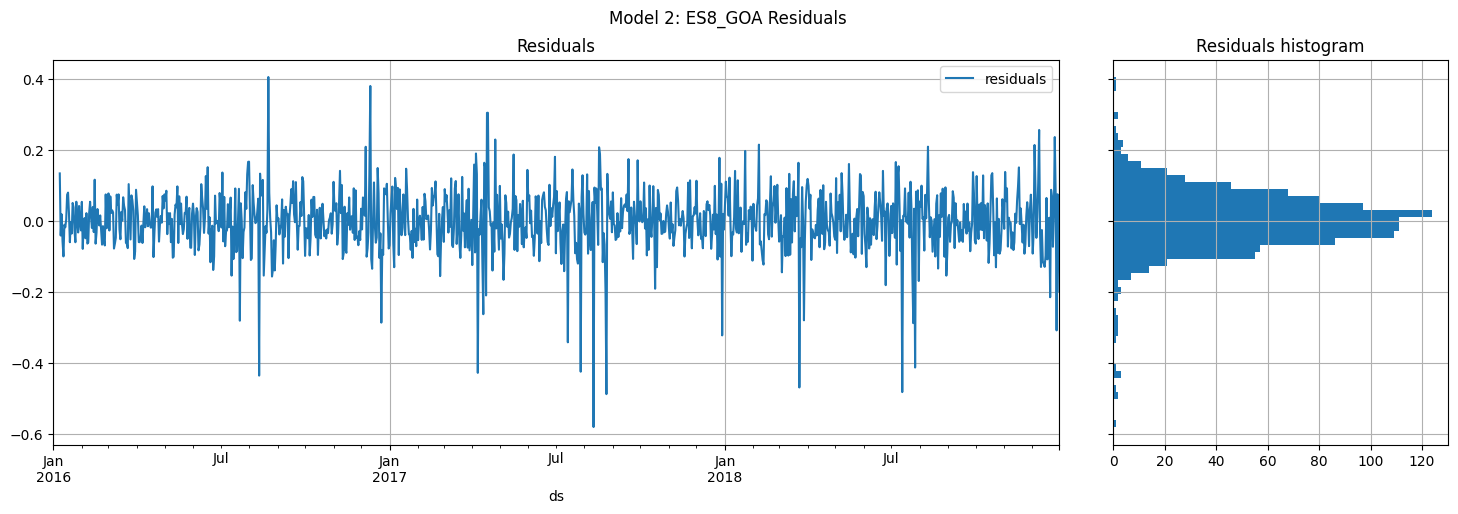 Model 2: ES8_GOA Residuals
Residuals
Residuals histogram
residuals
0.4
0.2
0.0
−0.2
−0.4
−0.6
Jan
2016
Jul
Jan
2017
Jul
Jan
2018
Jul
ds
0 20 40 60 80 100 120